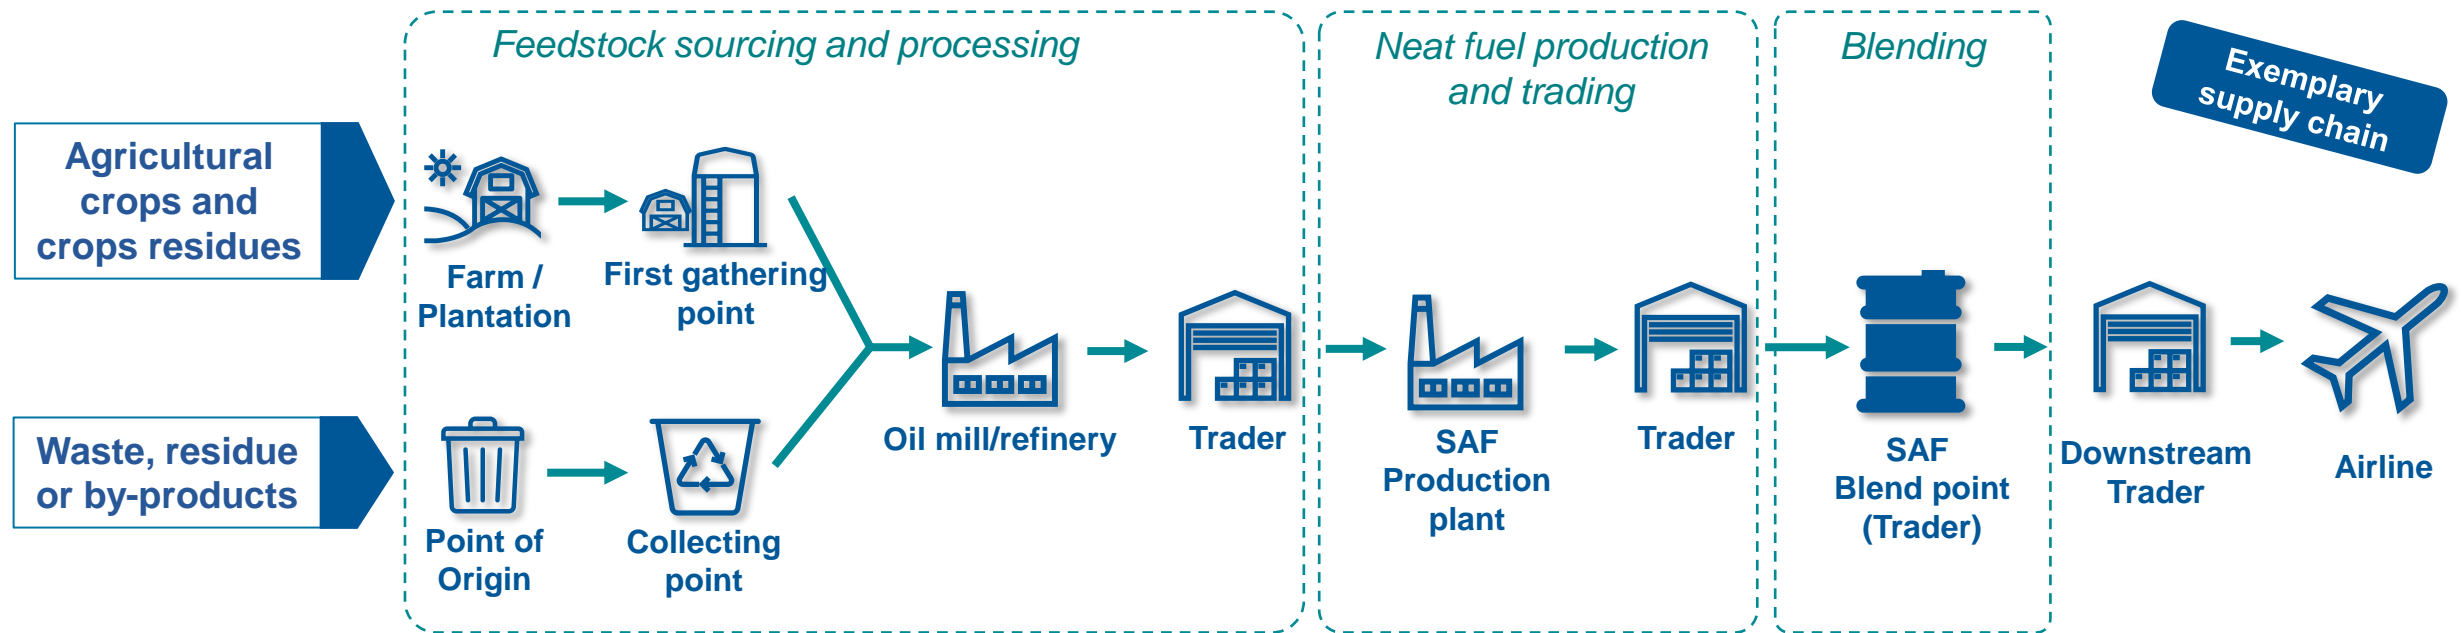 Feedstock sourcing and processing
Neat fuel production
and trading
Blending
Exemplary
supply chain
Agricultural
crops and
crops residues
Farm /
Plantation
First gathering
point
Oil mill/refinery
Trader
SAF
Production
plant
Trader
SAF
Blend point
(Trader)
Downstream
Trader
Airline
Waste, residue
or by-products
Point of
Origin
Collecting
point